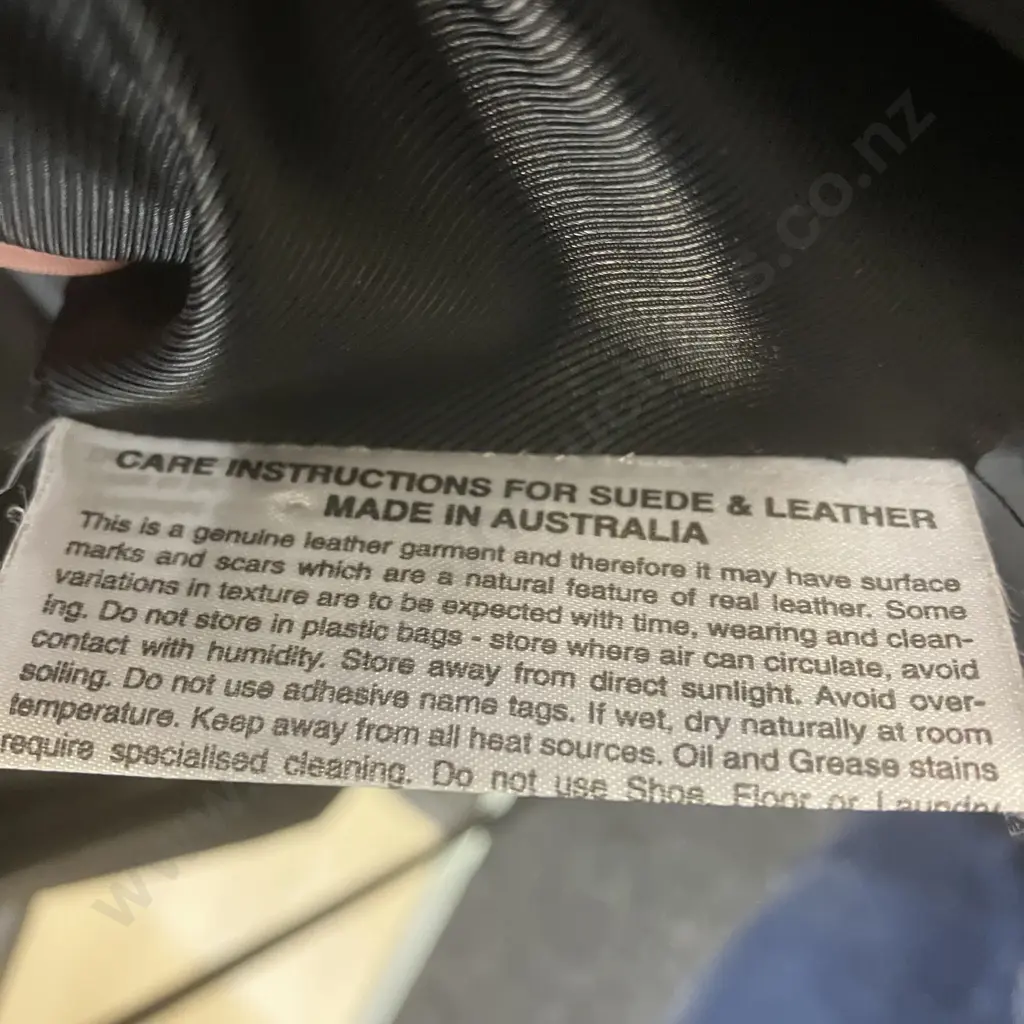 CARE INSTRUCTIONS FOR SUEDE & LEATHER
MADE IN AUSTRALIA
This is a genuine leather garment and therefore it may have surface
marks and scars which are a natural feature of real leather. Some
variations in texture are to be expected with time, wearing and clean-
ing. Do not store in plastic bags - store where air can circulate, avoid
contact with humidity. Store away from direct sunlight. Avoid over-
soiling. Do not use adhesive name tags. If wet, dry naturally at room
temperature. Keep away from all heat sources. Oil and Grease stains
require specialised cleaning. Do not use Shoe, Floor or Laundry